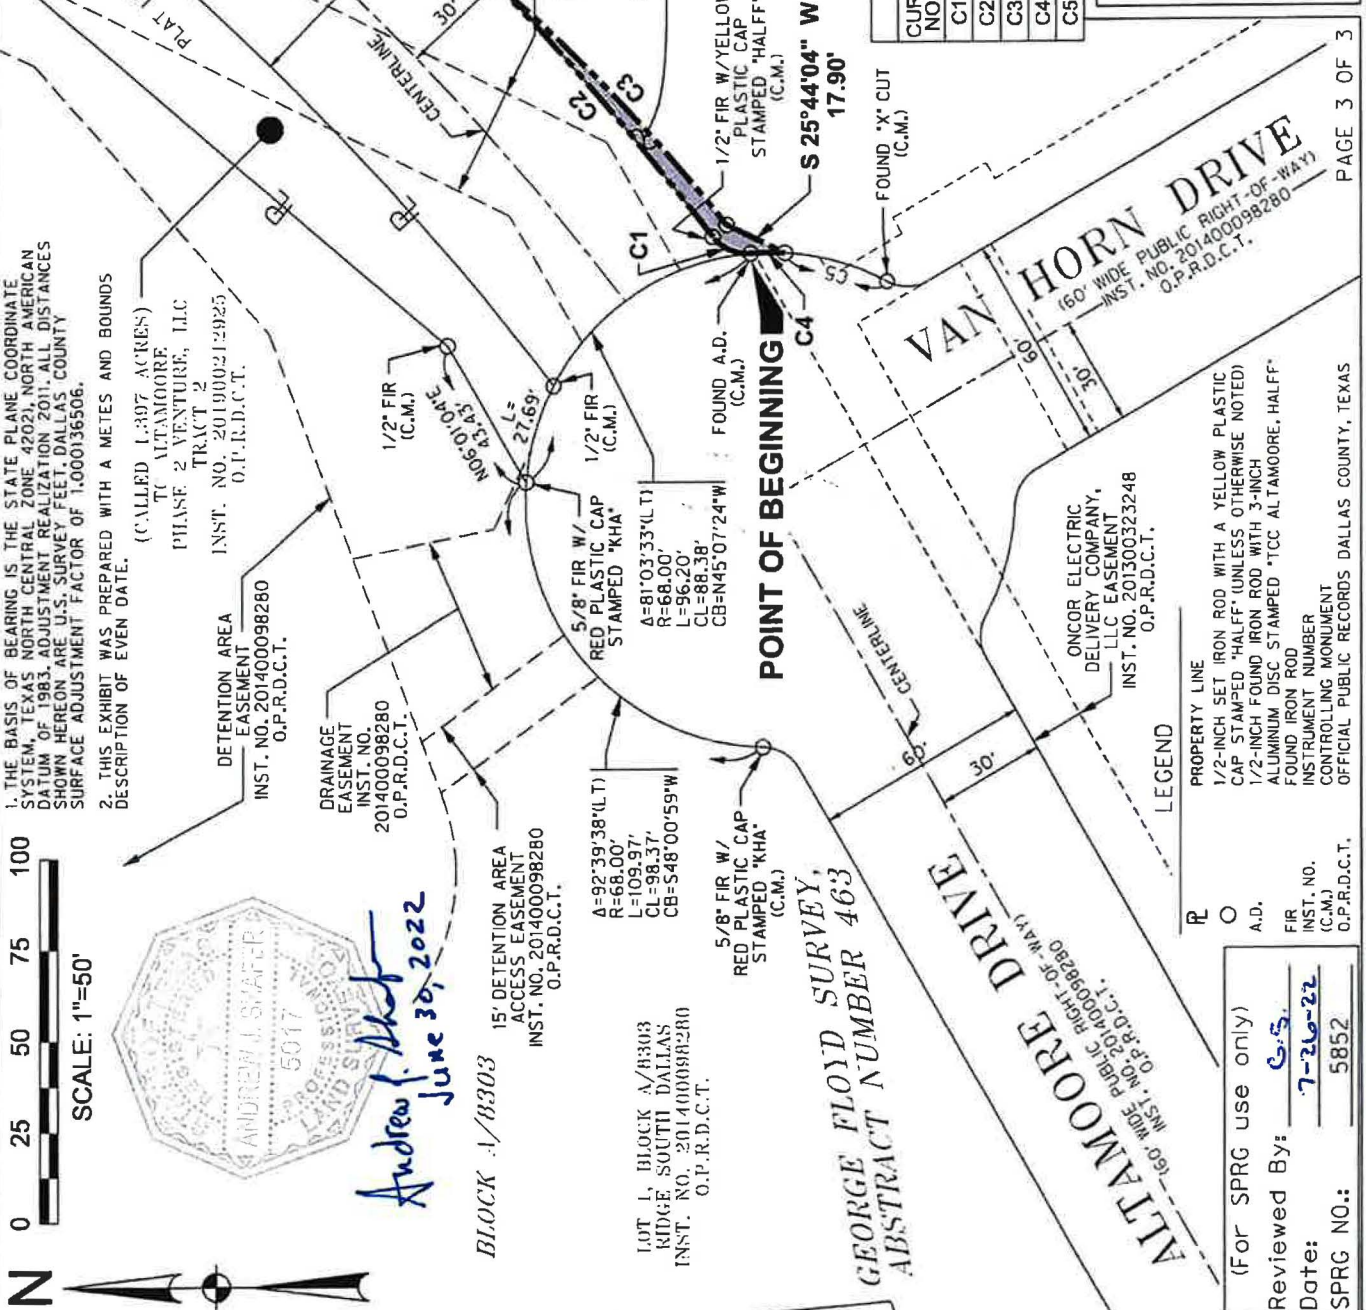 1. THE BASIS OF BEARING IS THE STATE PLANE COORDINATE
SYSTEM, TEXAS NORTH CENTRAL ZONE 4202), NORTH AMERICAN
DATUM OF 1983. ADJUSTMENT REALIZATION 2011. ALL DISTANCES
SHOWN HEREON ARE U.S. SURVEY FEET, DALLAS COUNTY
SURFACE ADJUSTMENT FACTOR OF 1.000136506.
2. THIS EXHIBIT WAS PREPARED WITH A METES AND BOUNDS
DESCRIPTION OF EVEN DATE.
N
0 25 50 75 100
SCALE: 1"=50'
ANDREW J. SHAFER
5017
PROFESSIONAL
LAND SURVEYOR
Andrew J. Shafer
June 30, 2022
(CALLED 1.397 ACRES)
TO ALTAMOORE
PHASE 2 VENTURE, LLC
TRACT 2
INST. NO. 201900212925
O.P.R.D.C.T.
PLAT
30'
CENTERLINE
DETENTION AREA
EASEMENT
INST. NO. 201400098280
O.P.R.D.C.T.
DRAINAGE
EASEMENT
INST. NO.
201400098280
O.P.R.D.C.T.
15' DETENTION AREA
ACCESS EASEMENT
INST. NO. 201400098280
O.P.R.D.C.T.
BLOCK A/8303
LOT 1, BLOCK A/8303
RIDGE SOUTH DALLAS
INST. NO. 201400098280
O.P.R.D.C.T.
1/2" FIR
(C.M.)
N06°01'04"E
43.43'
L=
27.69'
1/2" FIR
(C.M.)
5/8" FIR W/
RED PLASTIC CAP
STAMPED "KHA"
Δ=81°03'33"(LT)
R=68.00'
L=96.20'
CL=88.38'
CB=N45°07'24"W
Δ=92°39'38"(LT)
R=68.00'
L=109.97'
CL=98.37'
CB=S48°00'59"W
5/8" FIR W/
RED PLASTIC CAP
STAMPED "KHA"
(C.M.)
C2
C3
C1
1/2" FIR W/YELLOW
PLASTIC CAP
STAMPED "HALFF"
(C.M.)
S 25°44'04" W
17.90'
FOUND A.D.
(C.M.)
C4
C5
FOUND "X" CUT
(C.M.)
POINT OF BEGINNING
GEORGE FLOYD SURVEY,
ABSTRACT NUMBER 463
VAN HORN DRIVE
(60' WIDE PUBLIC RIGHT-OF-WAY)
INST. NO. 201400098280
O.P.R.D.C.T.
60'
30'
CENTERLINE
60'
30'
ALTAMOORE DRIVE
(60' WIDE PUBLIC RIGHT-OF-WAY)
INST. NO. 201400098280
O.P.R.D.C.T.
ONCOR ELECTRIC
DELIVERY COMPANY,
LLC EASEMENT
INST. NO. 201300323248
O.P.R.D.C.T.
NO
C1
C2
C3
C4
C5
LEGEND
PL PROPERTY LINE
O 1/2-INCH SET IRON ROD WITH A YELLOW PLASTIC
CAP STAMPED "HALFF" (UNLESS OTHERWISE NOTED)
A.D. 1/2-INCH FOUND IRON ROD WITH 3-INCH
ALUMINUM DISC STAMPED "TCC ALTAMOORE, HALFF"
FIR FOUND IRON ROD
INST. NO. INSTRUMENT NUMBER
(C.M.) CONTROLLING MONUMENT
O.P.R.D.C.T. OFFICIAL PUBLIC RECORDS DALLAS COUNTY, TEXAS
(For SPRG use only)
Reviewed By: G.S.
Date: 7-26-22
SPRG NO.: 5852
PAGE 3 OF 3